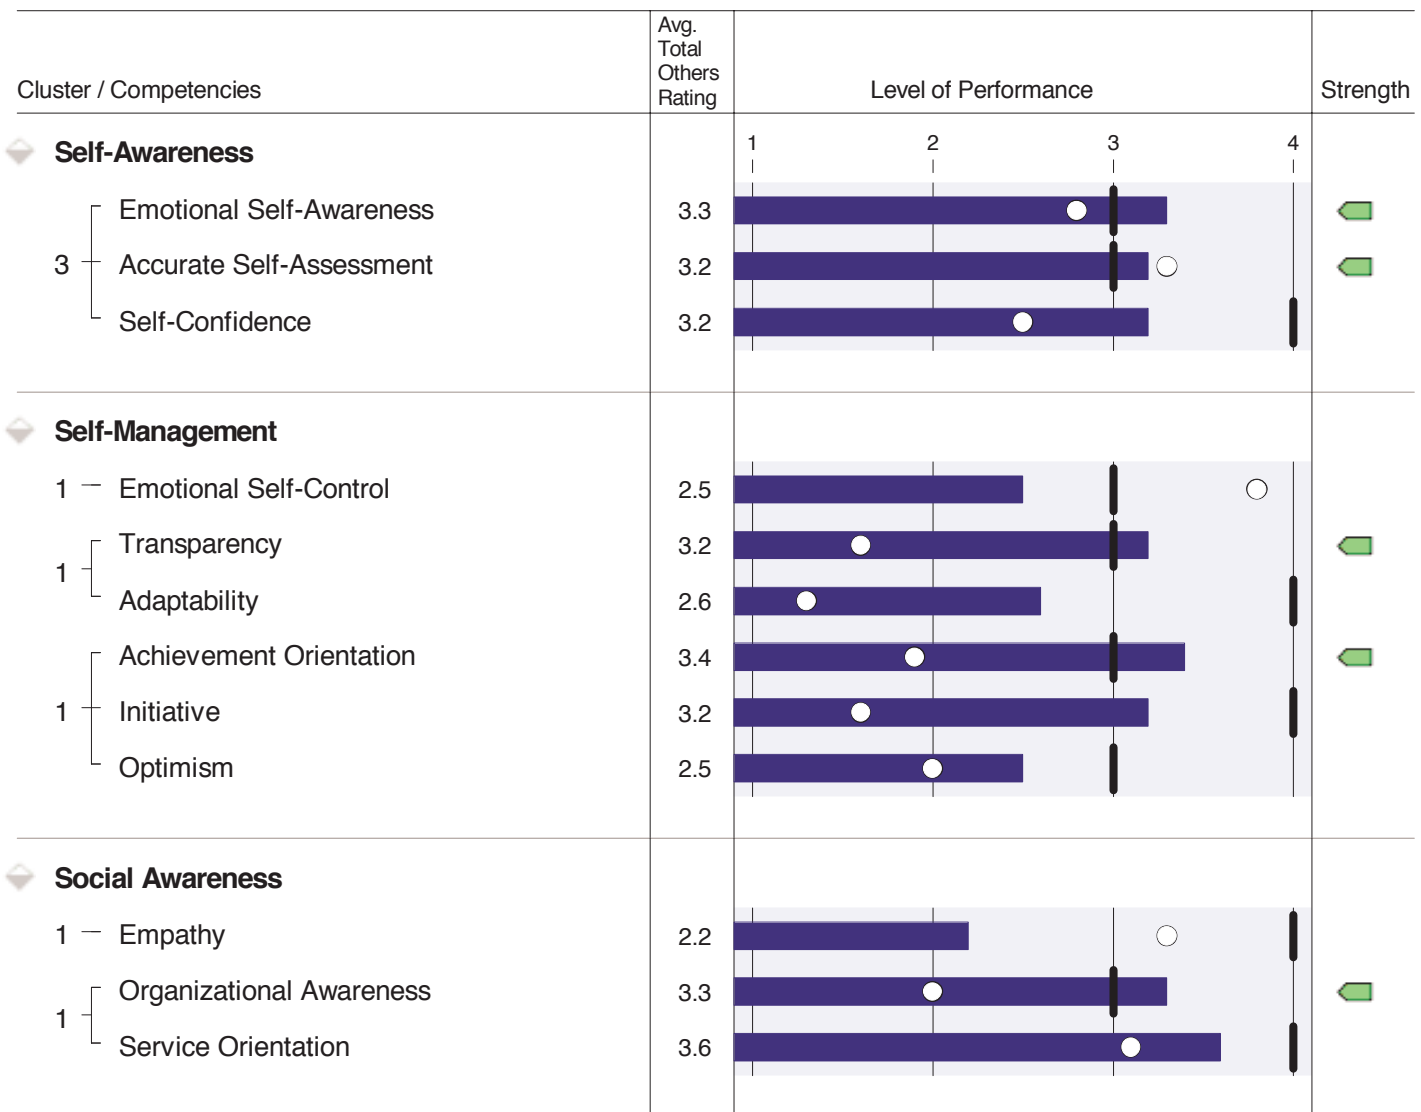 Avg.
Total
Others
Rating
Cluster / Competencies
Level of Performance
Strength
Self-Awareness
1 2 3 4
Emotional Self-Awareness 3.3
3 Accurate Self-Assessment 3.2
Self-Confidence 3.2
Self-Management
1 Emotional Self-Control 2.5
Transparency 3.2
1
Adaptability 2.6
Achievement Orientation 3.4
1 Initiative 3.2
Optimism 2.5
Social Awareness
1 Empathy 2.2
Organizational Awareness 3.3
1
Service Orientation 3.6